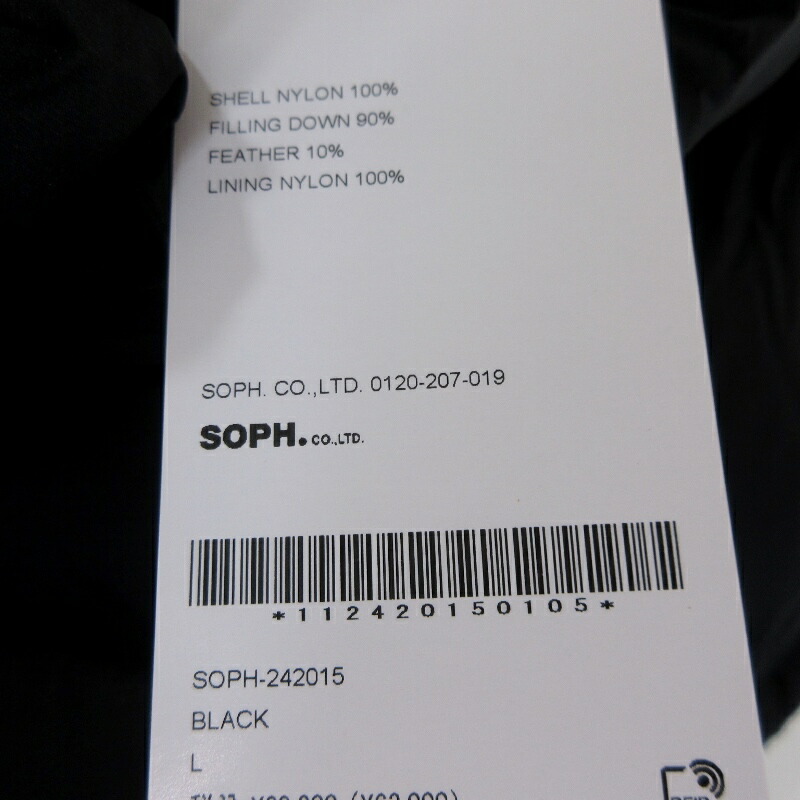 SHELL NYLON 100%
FILLING DOWN 90%
FEATHER 10%
LINING NYLON 100%
SOPH. CO.,LTD. 0120-207-019
SOPH. CO.,LTD.
*112420150105*
SOPH-242015
BLACK
L